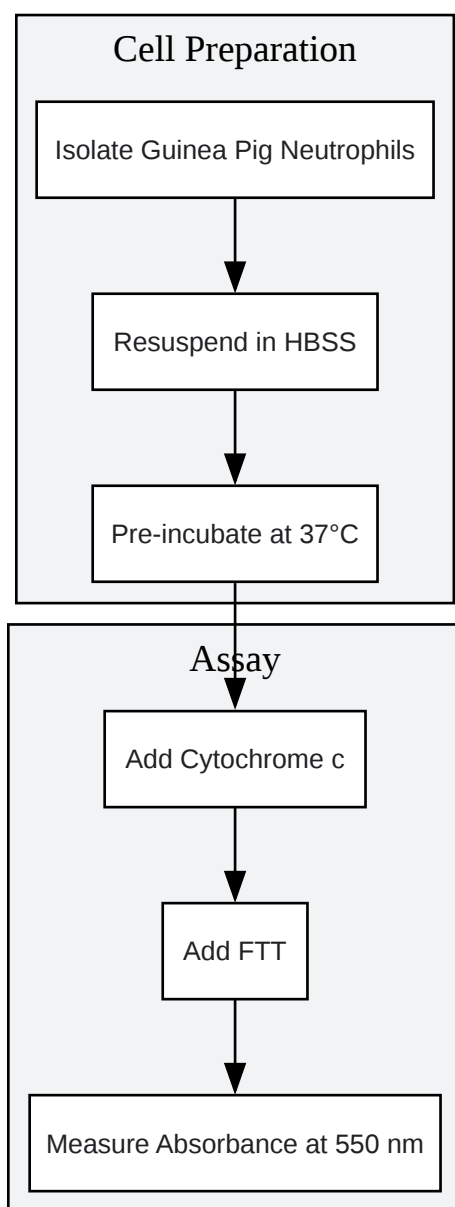 Cell Preparation
Isolate Guinea Pig Neutrophils
Resuspend in HBSS
Pre-incubate at 37°C
Assay
Add Cytochrome c
Add FTT
Measure Absorbance at 550 nm